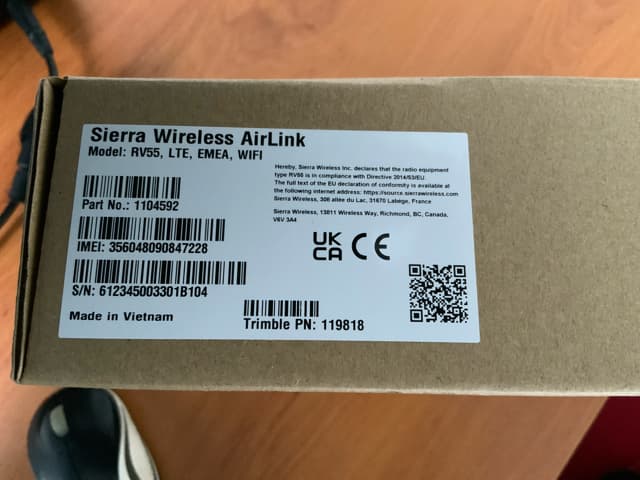 Sierra Wireless AirLink
Model: RV55, LTE, EMEA, WIFI
Part No.: 1104592
IMEI: 356048090847228
S/N: 612345003301B104
Made in Vietnam
Hereby, Sierra Wireless Inc. declares that the radio equipment
type RV55 is in compliance with Directive 2014/53/EU.
The full text of the EU declaration of conformity is available at
the following internet address: https://source.sierrawireless.com
Sierra Wireless, 306 allée du Lac, 31670 Labège, France
Sierra Wireless, 13811 Wireless Way, Richmond, BC, Canada,
V6V 3A4
UK
CA CE
Trimble PN: 119818